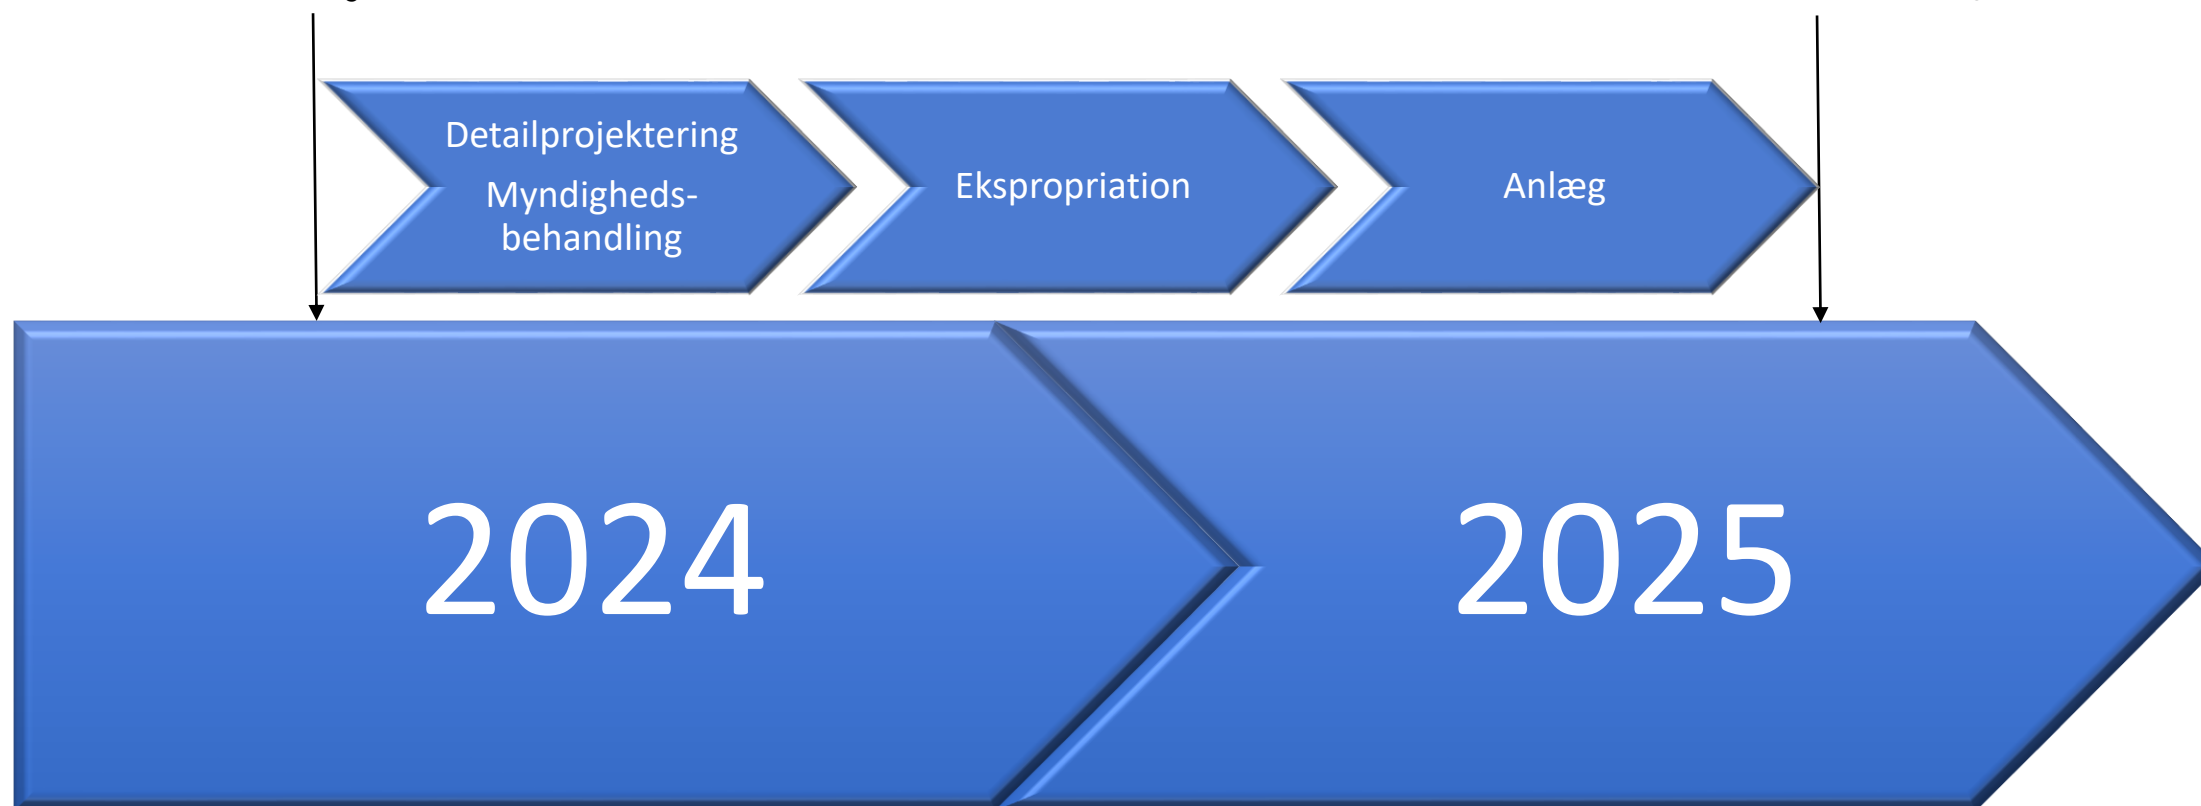 Detailprojektering
Myndigheds-
behandling
Ekspropriation
Anlæg
2024
2025